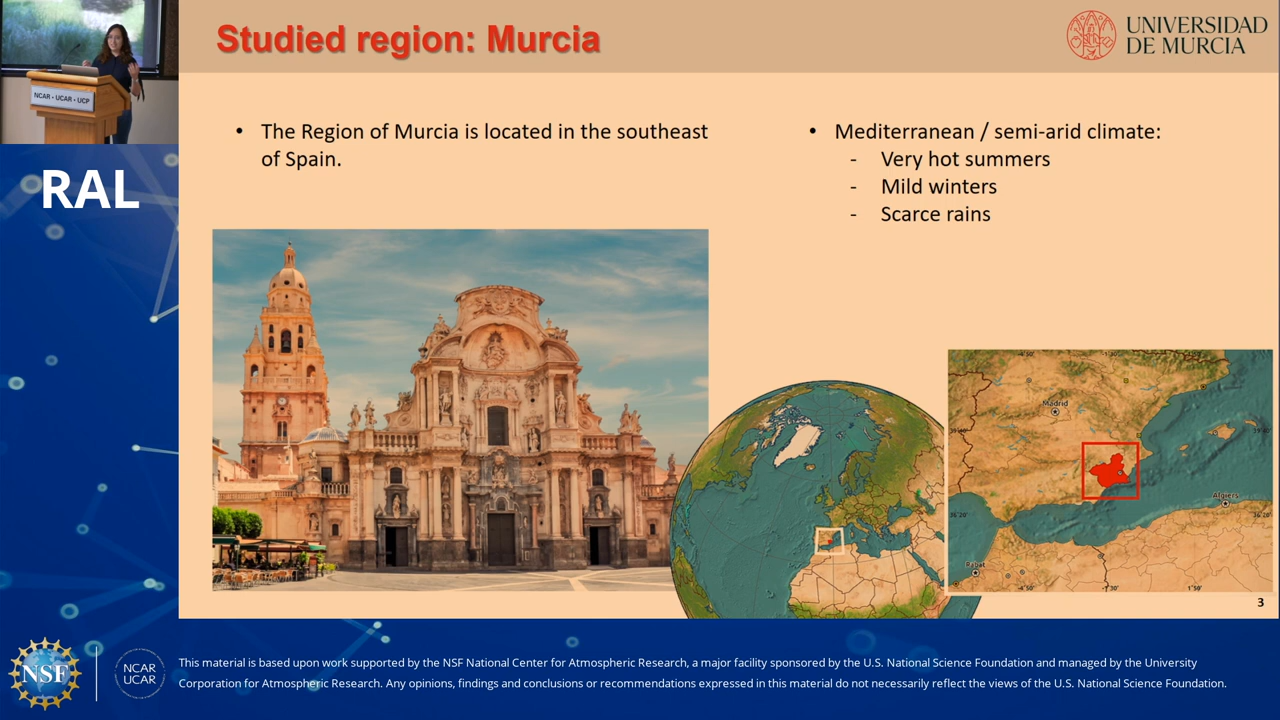 Studied region: Murcia
UNIVERSIDAD
DE MURCIA
NCAR • UCAR • UCP
RAL
• The Region of Murcia is located in the southeast
of Spain.
• Mediterranean / semi-arid climate:
- Very hot summers
- Mild winters
- Scarce rains
Madrid
Algiers
Rabat
3
NSF
NCAR
UCAR
This material is based upon work supported by the NSF National Center for Atmospheric Research, a major facility sponsored by the U.S. National Science Foundation and managed by the University
Corporation for Atmospheric Research. Any opinions, findings and conclusions or recommendations expressed in this material do not necessarily reflect the views of the U.S. National Science Foundation.